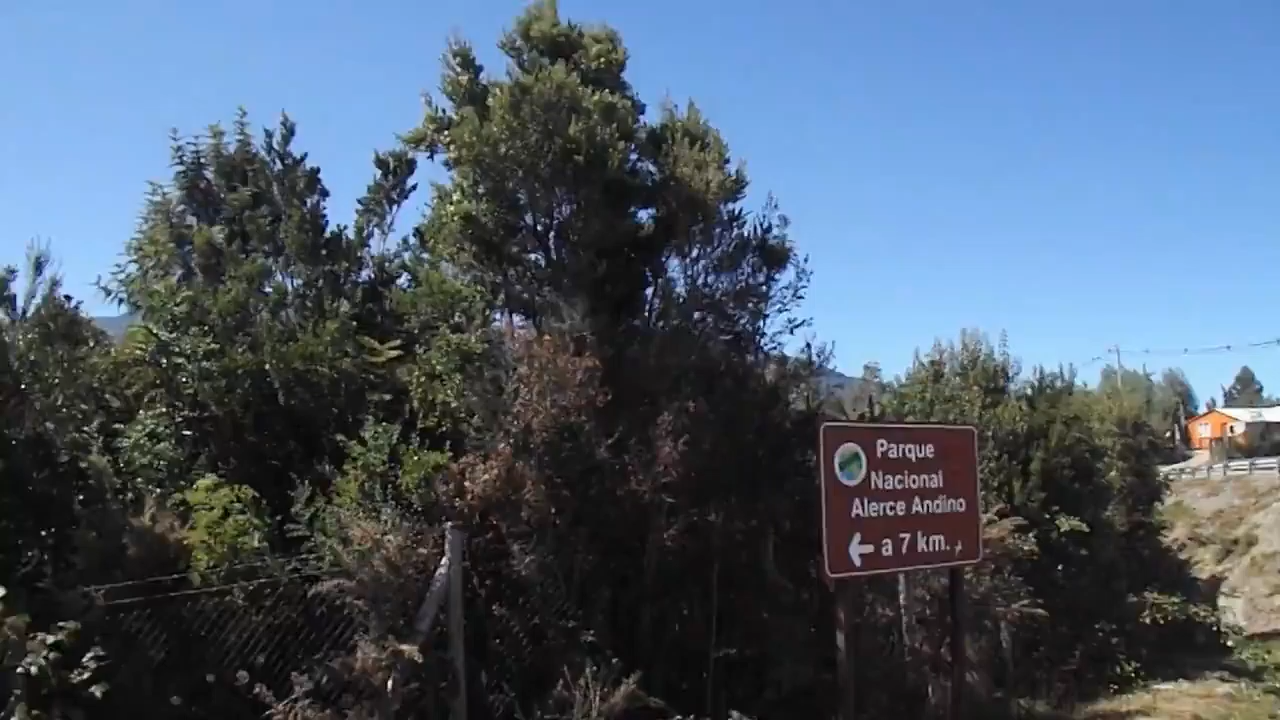 Parque
Nacional
Alerce Andino
← a 7 km.